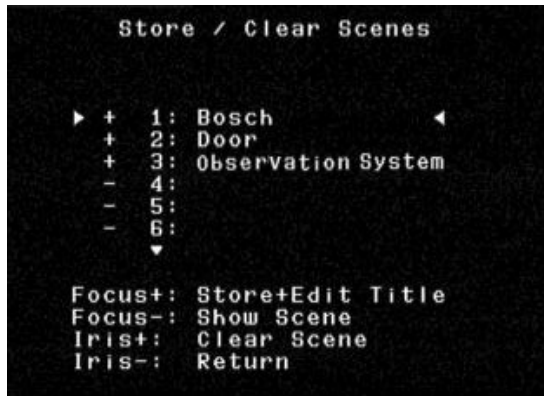 Store / Clear Scenes
+ 1: Bosch
+ 2: Door
+ 3: Observation System
- 4:
- 5:
- 6:
Focus+: Store+Edit Title
Focus-: Show Scene
Iris+: Clear Scene
Iris-: Return